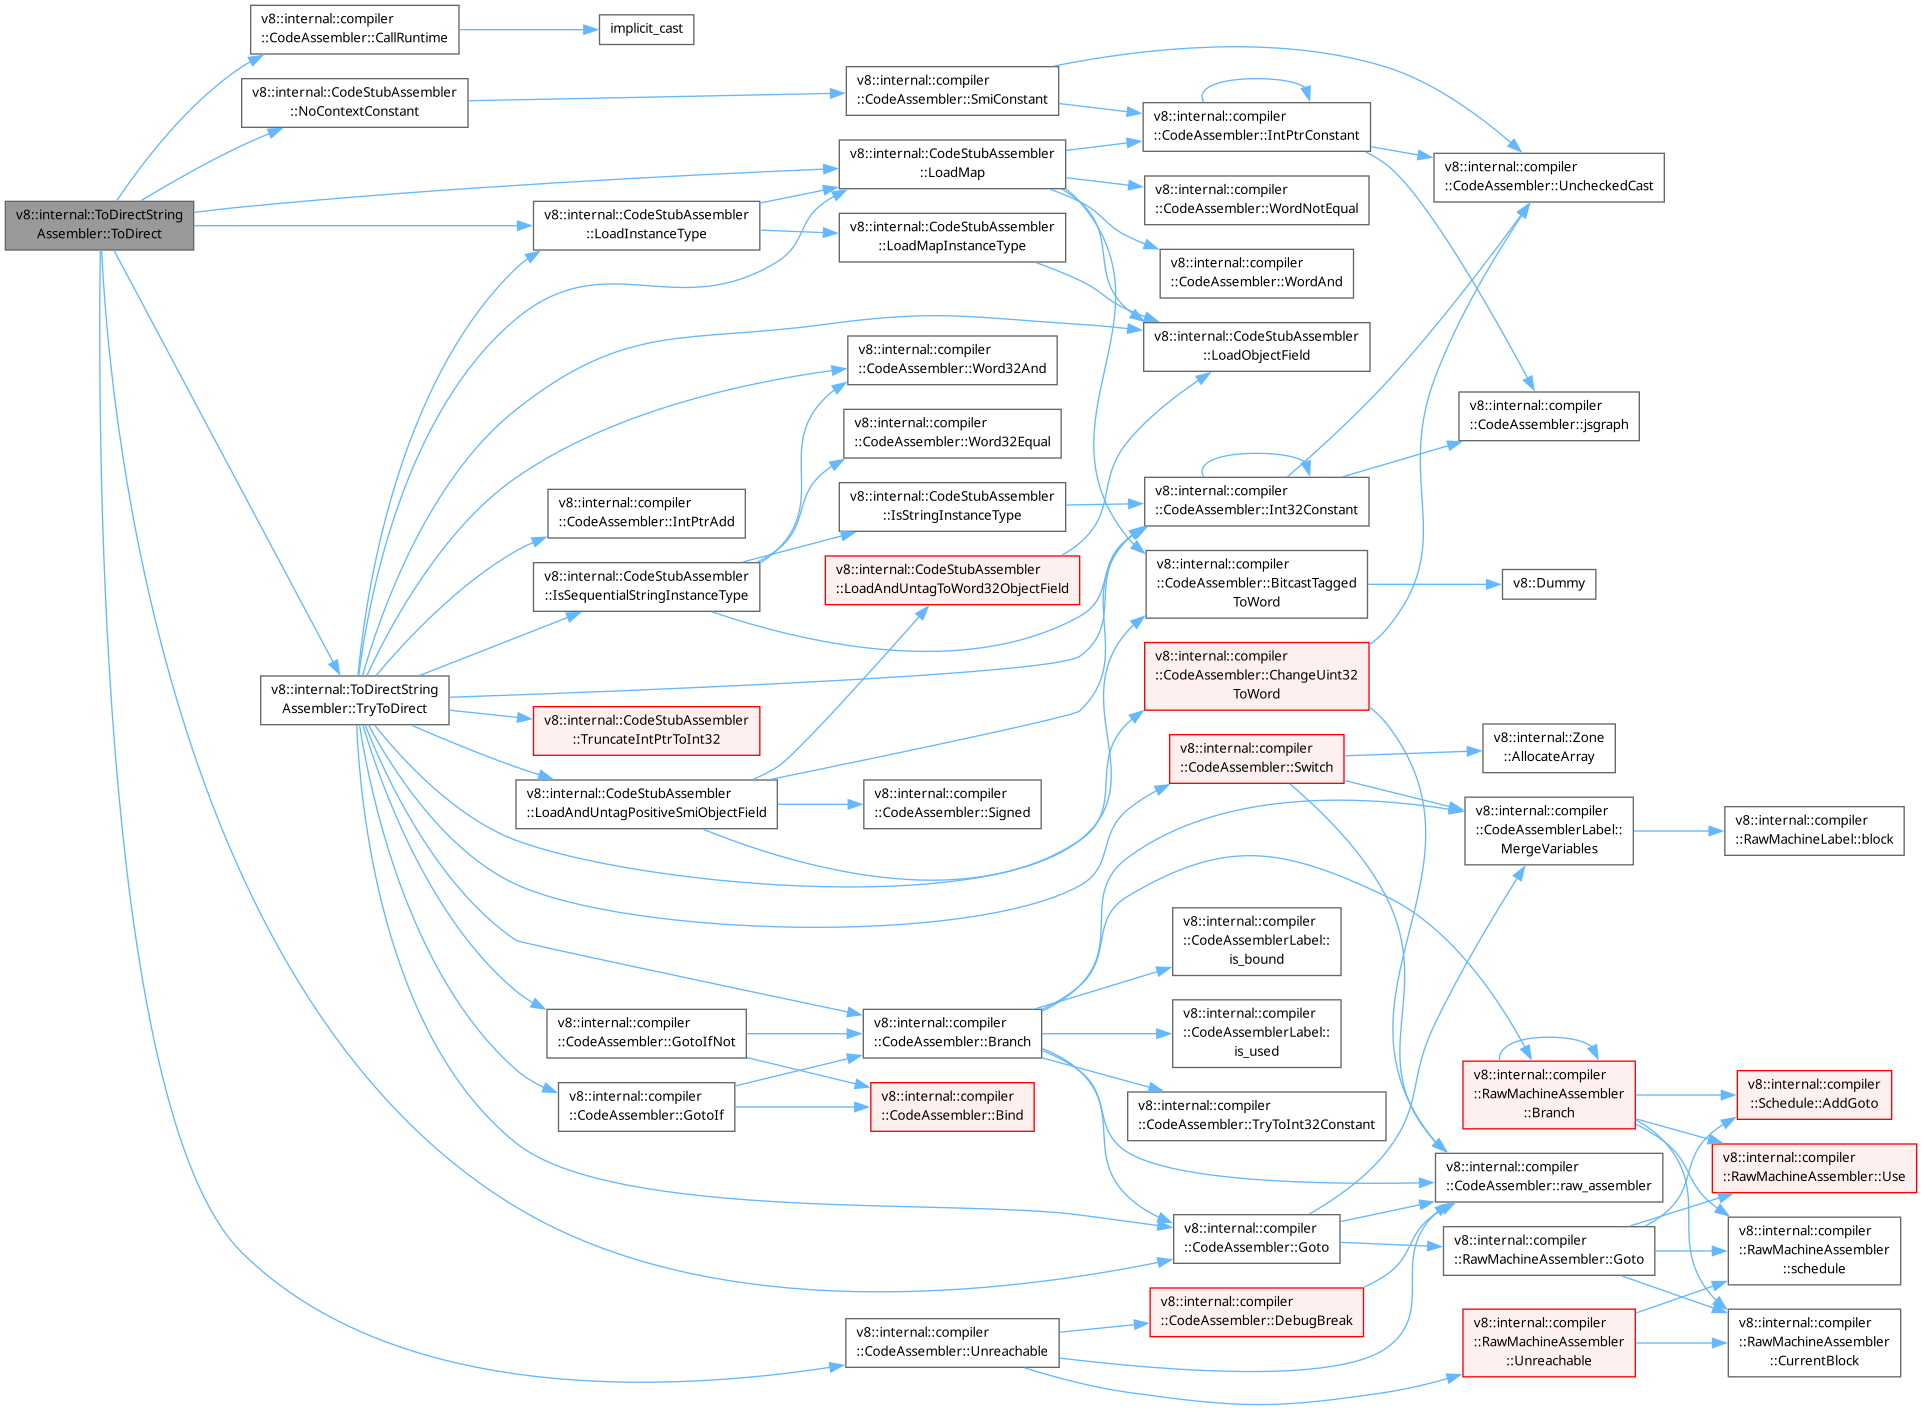 v8::internal::ToDirectString
Assembler::ToDirect
v8::internal::compiler
::CodeAssembler::CallRuntime
implicit_cast
v8::internal::CodeStubAssembler
::NoContextConstant
v8::internal::compiler
::CodeAssembler::SmiConstant
v8::internal::compiler
::CodeAssembler::IntPtrConstant
v8::internal::compiler
::CodeAssembler::UncheckedCast
v8::internal::CodeStubAssembler
::LoadMap
v8::internal::compiler
::CodeAssembler::WordNotEqual
v8::internal::CodeStubAssembler
::LoadInstanceType
v8::internal::CodeStubAssembler
::LoadMapInstanceType
v8::internal::compiler
::CodeAssembler::WordAnd
v8::internal::CodeStubAssembler
::LoadObjectField
v8::internal::compiler
::CodeAssembler::Word32And
v8::internal::compiler
::CodeAssembler::jsgraph
v8::internal::compiler
::CodeAssembler::Word32Equal
v8::internal::compiler
::CodeAssembler::IntPtrAdd
v8::internal::CodeStubAssembler
::IsStringInstanceType
v8::internal::compiler
::CodeAssembler::Int32Constant
v8::internal::CodeStubAssembler
::IsSequentialStringInstanceType
v8::internal::CodeStubAssembler
::LoadAndUntagToWord32ObjectField
v8::internal::compiler
::CodeAssembler::BitcastTagged
ToWord
v8::Dummy
v8::internal::ToDirectString
Assembler::TryToDirect
v8::internal::compiler
::CodeAssembler::ChangeUint32
ToWord
v8::internal::CodeStubAssembler
::TruncateIntPtrToInt32
v8::internal::compiler
::CodeAssembler::Switch
v8::internal::Zone
::AllocateArray
v8::internal::CodeStubAssembler
::LoadAndUntagPositiveSmiObjectField
v8::internal::compiler
::CodeAssembler::Signed
v8::internal::compiler
::CodeAssemblerLabel::
MergeVariables
v8::internal::compiler
::RawMachineLabel::block
v8::internal::compiler
::CodeAssemblerLabel::
is_bound
v8::internal::compiler
::CodeAssembler::GotoIfNot
v8::internal::compiler
::CodeAssembler::Branch
v8::internal::compiler
::CodeAssemblerLabel::
is_used
v8::internal::compiler
::CodeAssembler::GotoIf
v8::internal::compiler
::CodeAssembler::Bind
v8::internal::compiler
::CodeAssembler::TryToInt32Constant
v8::internal::compiler
::RawMachineAssembler
::Branch
v8::internal::compiler
::Schedule::AddGoto
v8::internal::compiler
::RawMachineAssembler::Use
v8::internal::compiler
::CodeAssembler::raw_assembler
v8::internal::compiler
::CodeAssembler::Goto
v8::internal::compiler
::RawMachineAssembler::Goto
v8::internal::compiler
::RawMachineAssembler
::schedule
v8::internal::compiler
::CodeAssembler::DebugBreak
v8::internal::compiler
::CodeAssembler::Unreachable
v8::internal::compiler
::RawMachineAssembler
::Unreachable
v8::internal::compiler
::RawMachineAssembler
::CurrentBlock